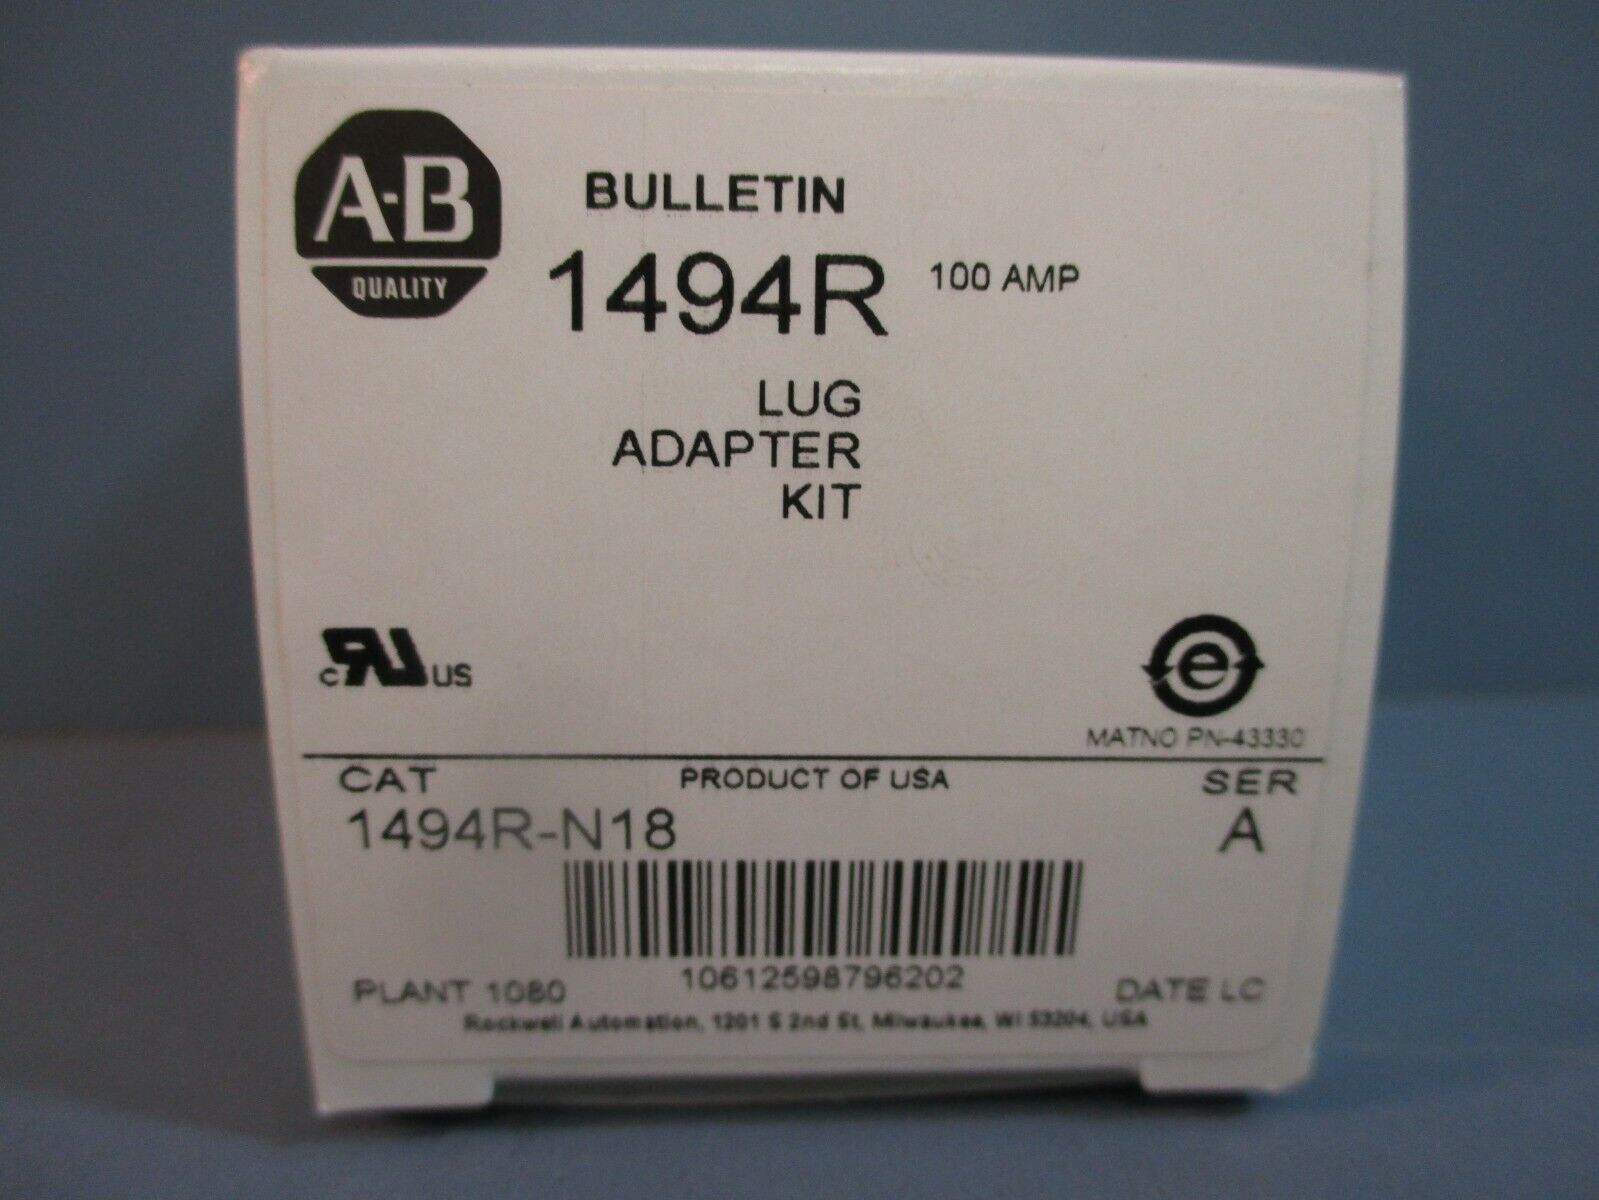 A-B
QUALITY
BULLETIN
1494R 100 AMP
LUG
ADAPTER
KIT
c RU US
e
MATNO PN-43330
CAT PRODUCT OF USA SER
1494R-N18 A
10612598796202
PLANT 1080 DATE LC
Rockwell Automation, 1201 S 2nd St, Milwaukee, WI 53204, USA